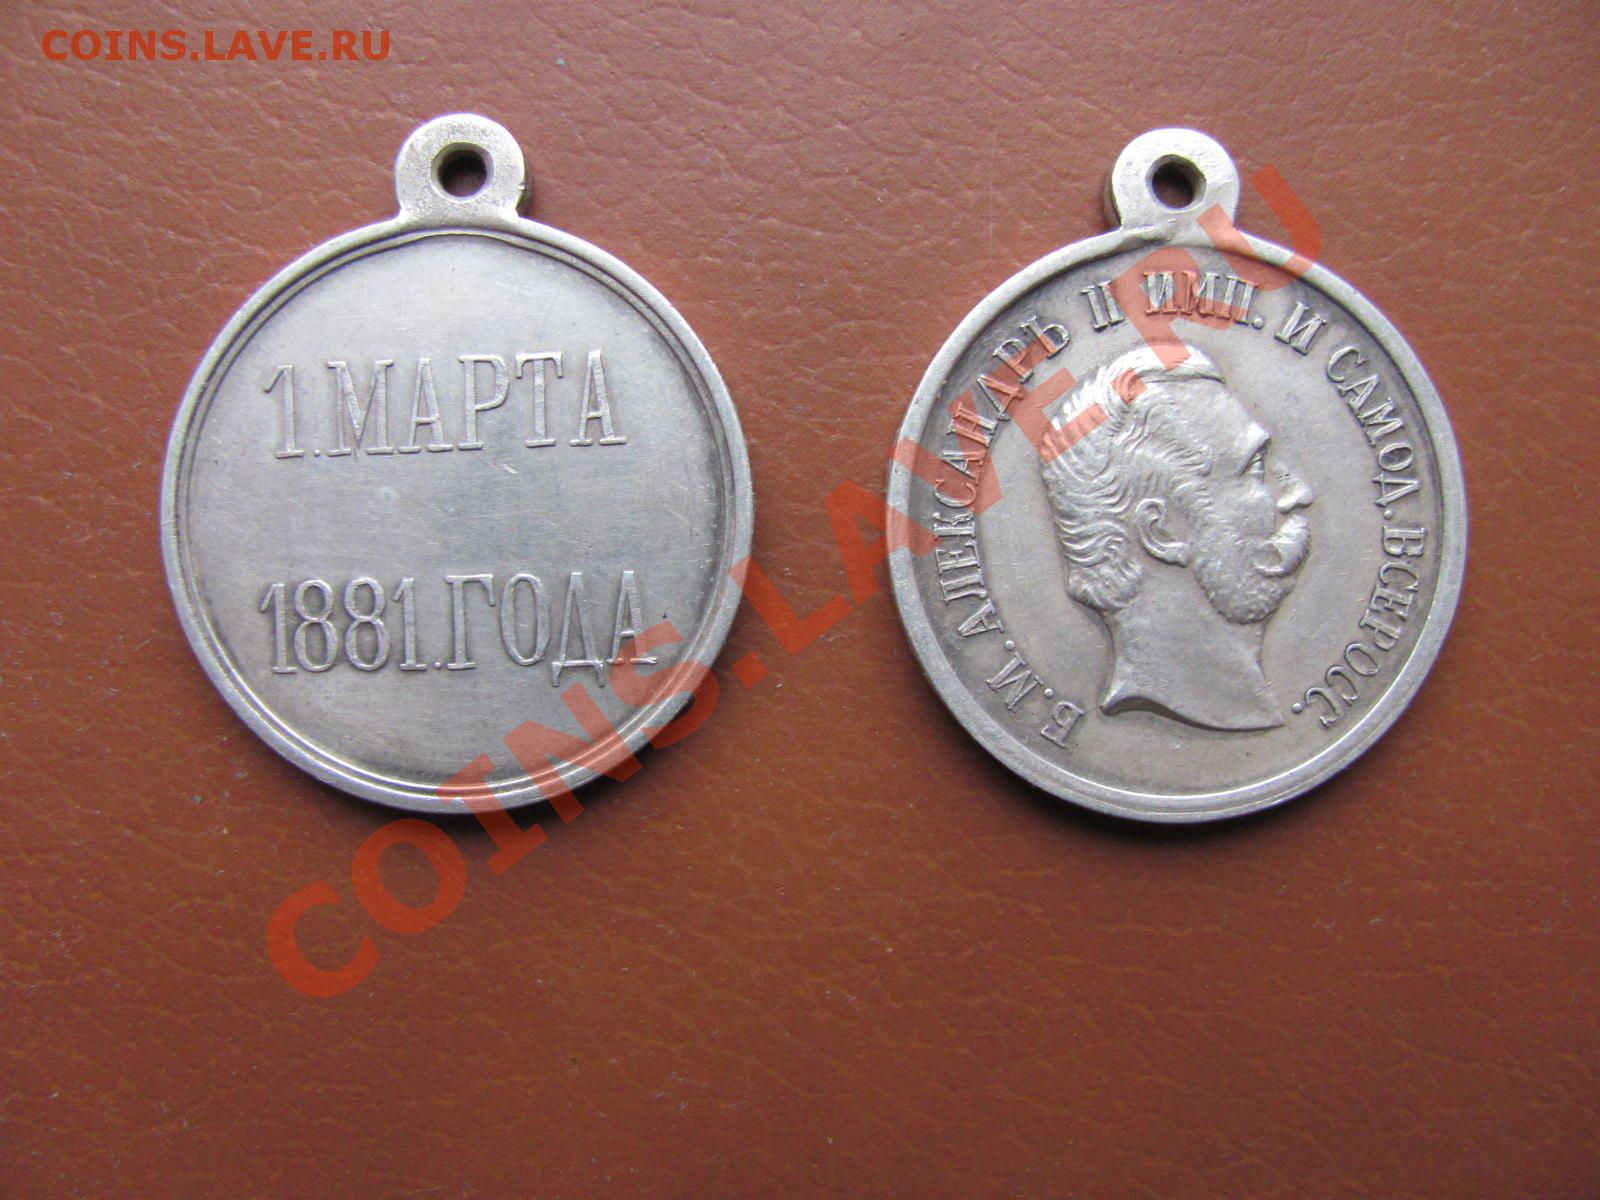 COINS.LAVE.RU
1.МАРТА
1881.ГОДА
Б.М.АЛЕКСАНДРЪ II ИМП. И САМОД.ВСЕРОСС.
COINS.LAVE.RU